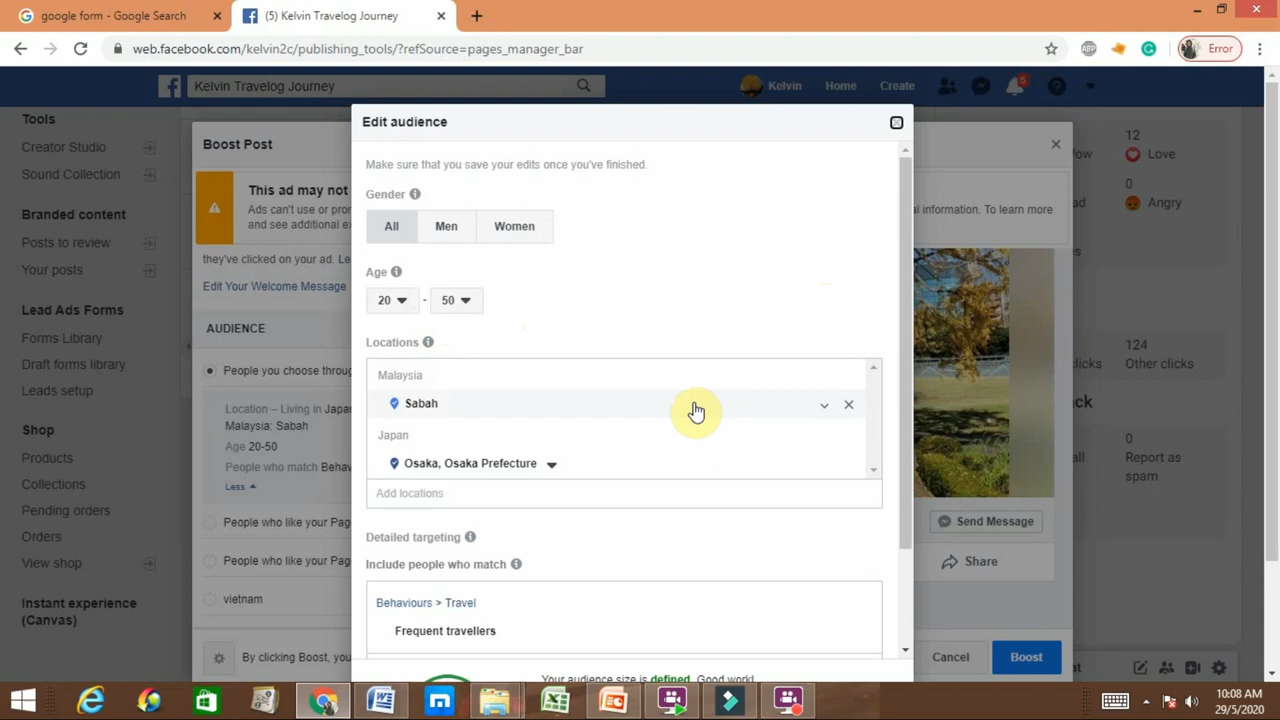 google form - Google Search
(5) Kelvin Travelog Journey
web.facebook.com/kelvin2c/publishing_tools/?refSource=pages_manager_bar
ABP
Error
Kelvin Travelog Journey
Kelvin
Home
Create
5
Tools
Creator Studio
Sound Collection
Branded content
Posts to review
Your posts
Lead Ads Forms
Forms Library
Draft forms library
Leads setup
Shop
Products
Collections
Pending orders
Orders
View shop
Instant experience
(Canvas)
Boost Post
This ad may not
Ads can't use or
and see additional
they've clicked on your ad.
Edit Your Welcome Message
AUDIENCE
People you choose
Location – Living in
Malaysia: Sabah
Age 20-50
People who match
Less
People who like your
People who like your
vietnam
By clicking Boost,
Edit audience
Make sure that you save your edits once you've finished.
Gender
All
Men
Women
Age
20
-
50
Locations
Malaysia
Sabah
Japan
Osaka, Osaka Prefecture
Add locations
Detailed targeting
Include people who match
Behaviours > Travel
Frequent travellers
Your audience size is defined. Good work!
information. To learn more
Send Message
Share
Cancel
Boost
12
Love
0
Angry
124
Other clicks
0
Report as
spam
10:08 AM
29/5/2020